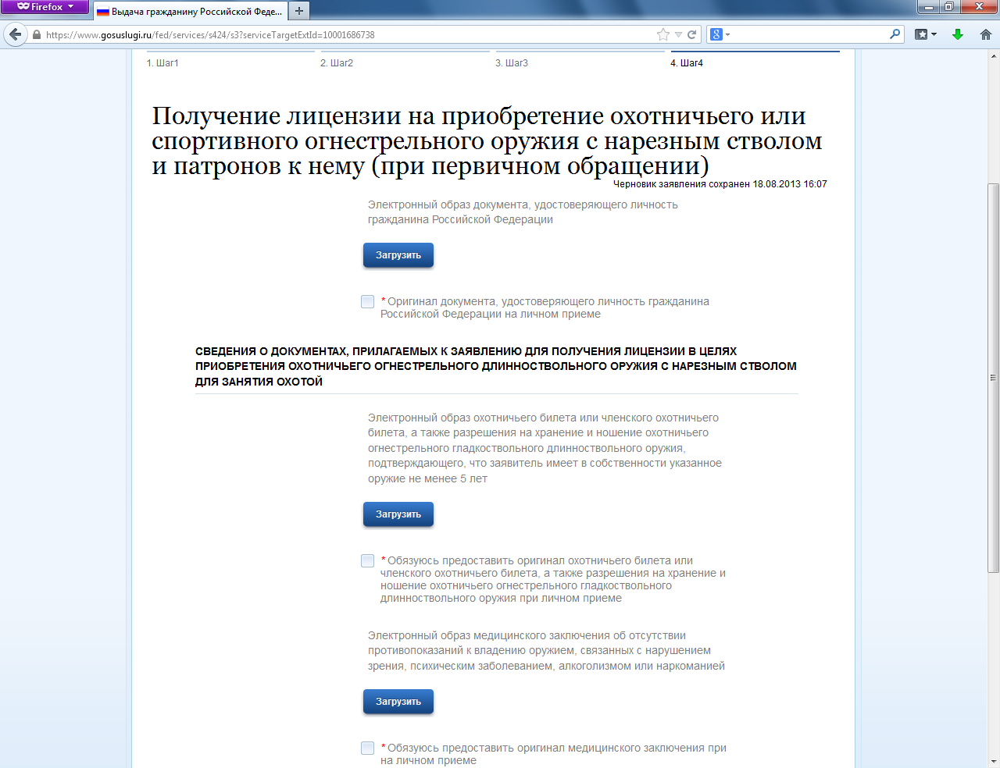 Firefox
Выдача гражданину Российской Феде...
https://www.gosuslugi.ru/fed/services/s424/s3?serviceTargetExtId=10001686738
8
1. Шаг1
2. Шаг2
3. Шаг3
4. Шаг4
Получение лицензии на приобретение охотничьего или
спортивного огнестрельного оружия с нарезным стволом
и патронов к нему (при первичном обращении)
Черновик заявления сохранен 18.08.2013 16:07
Электронный образ документа, удостоверяющего личность
гражданина Российской Федерации
Загрузить
* Оригинал документа, удостоверяющего личность гражданина
Российской Федерации на личном приеме
СВЕДЕНИЯ О ДОКУМЕНТАХ, ПРИЛАГАЕМЫХ К ЗАЯВЛЕНИЮ ДЛЯ ПОЛУЧЕНИЯ ЛИЦЕНЗИИ В ЦЕЛЯХ
ПРИОБРЕТЕНИЯ ОХОТНИЧЬЕГО ОГНЕСТРЕЛЬНОГО ДЛИННОСТВОЛЬНОГО ОРУЖИЯ С НАРЕЗНЫМ СТВОЛОМ
ДЛЯ ЗАНЯТИЯ ОХОТОЙ
Электронный образ охотничьего билета или членского охотничьего
билета, а также разрешения на хранение и ношение охотничьего
огнестрельного гладкоствольного длинноствольного оружия,
подтверждающего, что заявитель имеет в собственности указанное
оружие не менее 5 лет
Загрузить
* Обязуюсь предоставить оригинал охотничьего билета или
членского охотничьего билета, а также разрешения на хранение и
ношение охотничьего огнестрельного гладкоствольного
длинноствольного оружия при личном приеме
Электронный образ медицинского заключения об отсутствии
противопоказаний к владению оружием, связанных с нарушением
зрения, психическим заболеванием, алкоголизмом или наркоманией
Загрузить
* Обязуюсь предоставить оригинал медицинского заключения при
на личном приеме